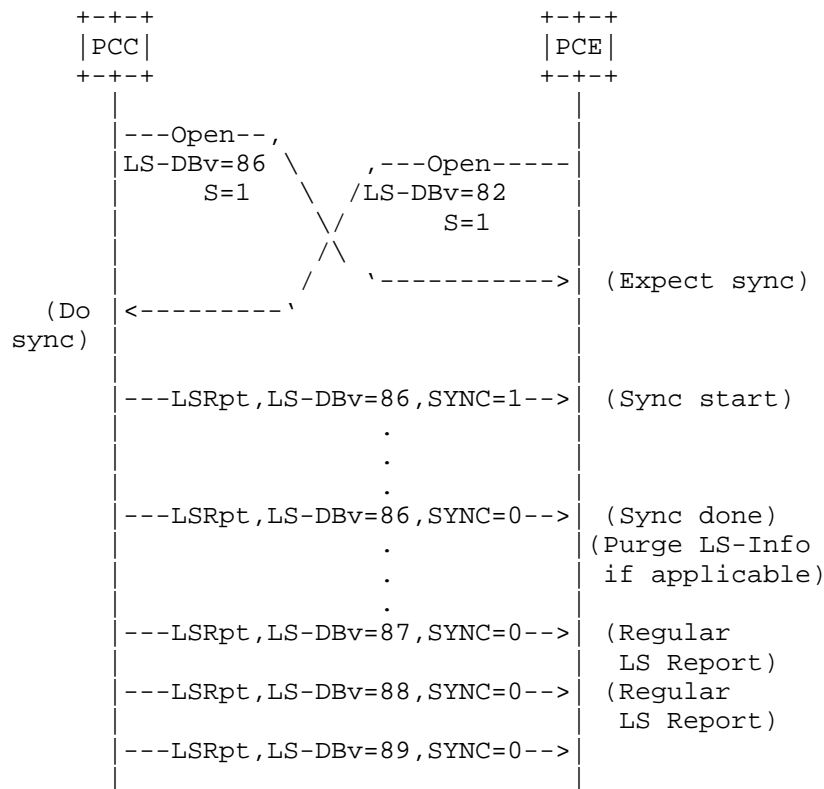 +-+-+                    +-+-+
|PCC|                    |PCE|
+-+-+                    +-+-+
---Open--,
LS-DBv=86 \    ,---Open-----
S=1    \  /LS-DBv=82
\/     S=1
/\
/  `----------->| (Expect sync)
(Do |<---------`
sync)
---LSRpt,LS-DBv=86,SYNC=1-->| (Sync start)
.
.
.
---LSRpt,LS-DBv=86,SYNC=0-->| (Sync done)
. |(Purge LS-Info
. | if applicable)
.
---LSRpt,LS-DBv=87,SYNC=0-->| (Regular
LS Report)
---LSRpt,LS-DBv=88,SYNC=0-->| (Regular
LS Report)
---LSRpt,LS-DBv=89,SYNC=0-->|